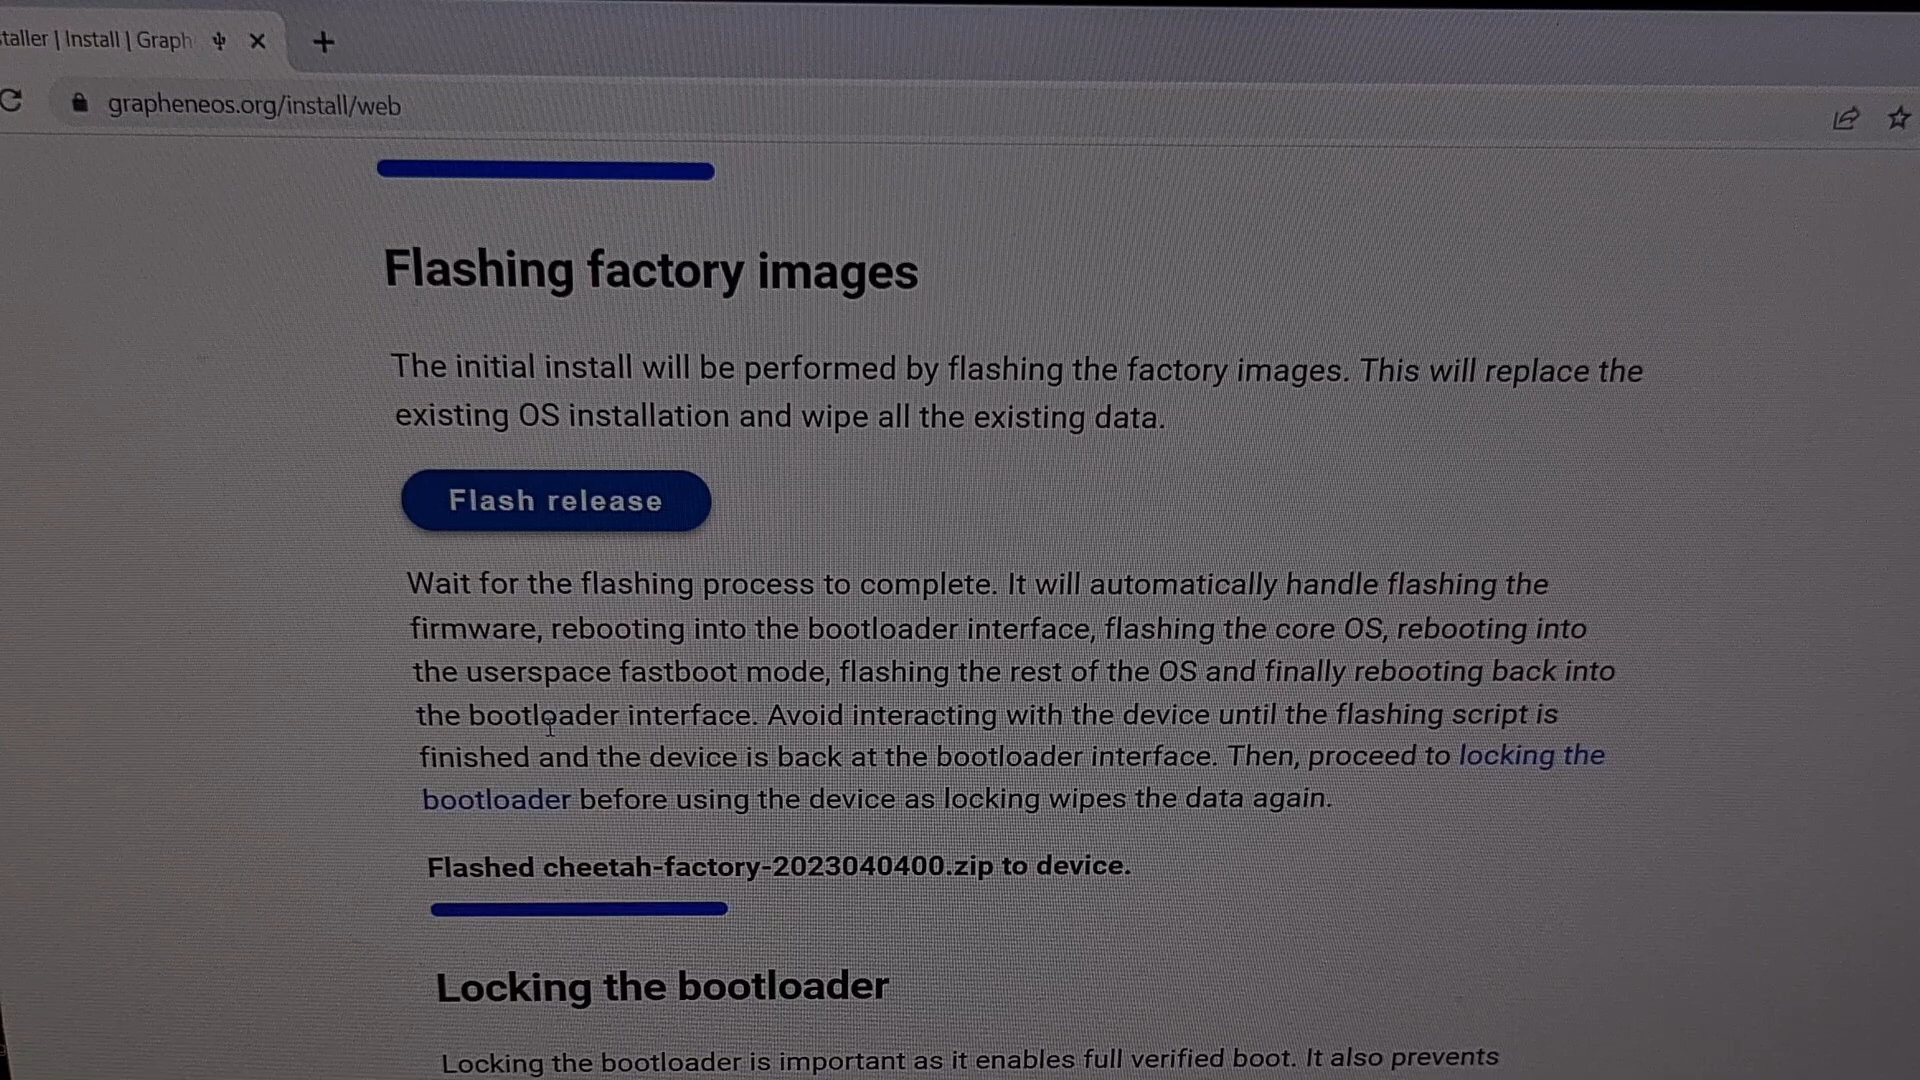 staller | Install | Graph
grapheneos.org/install/web
Flashing factory images
The initial install will be performed by flashing the factory images. This will replace the
existing OS installation and wipe all the existing data.
Flash release
Wait for the flashing process to complete. It will automatically handle flashing the
firmware, rebooting into the bootloader interface, flashing the core OS, rebooting into
the userspace fastboot mode, flashing the rest of the OS and finally rebooting back into
the bootloader interface. Avoid interacting with the device until the flashing script is
finished and the device is back at the bootloader interface. Then, proceed to locking the
bootloader before using the device as locking wipes the data again.
Flashed cheetah-factory-2023040400.zip to device.
Locking the bootloader
Locking the bootloader is important as it enables full verified boot. It also prevents